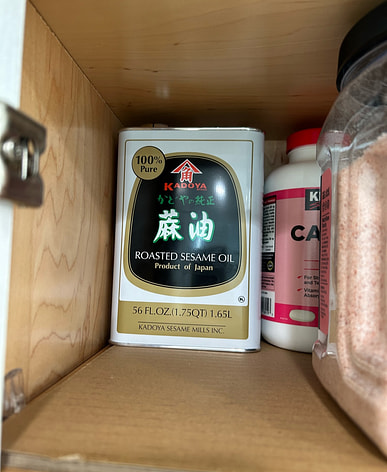 100%
Pure
角
KADOYA
かどやの純正
麻油
ROASTED SESAME OIL
Product of Japan
56 FL.OZ.(1.75QT) 1.65L
KADOYA SESAME MILLS INC.
CA